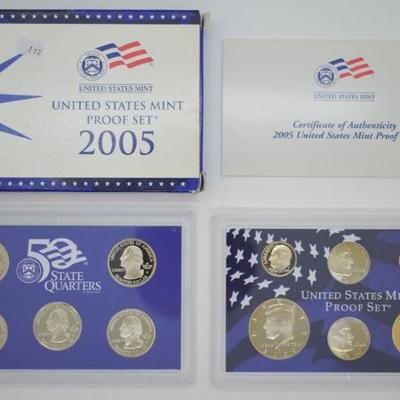 172
UNITED STATES MINT
UNITED STATES MINT
PROOF SET
2005
UNITED STATES MINT
Certificate of Authenticity
2005 United States Mint Proof
50
STATE
QUARTERS
UNITED STATES
PROOF SET